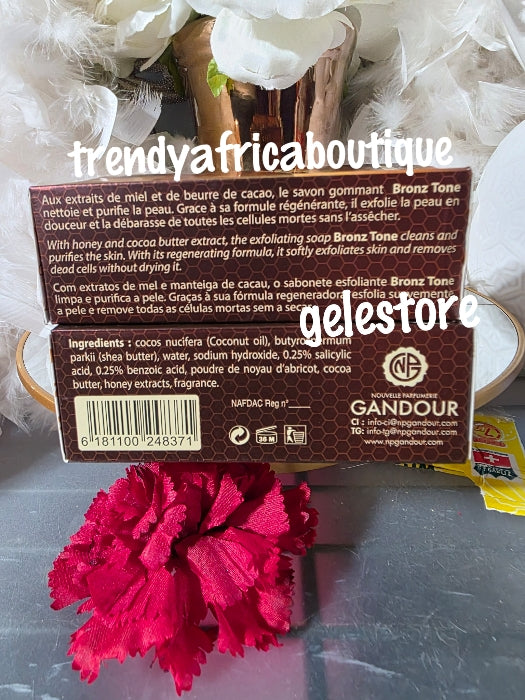 trendyafricaboutique
Aux extraits de miel et de beurre de cacao, le savon gommant Bronz Tone
nettoie et purifie la peau. Grace à sa formule régénérante, il exfolie la peau en
douceur et la débarasse de toutes les cellules mortes sans l'assécher.
With honey and cocoa butter extract, the exfoliating soap Bronz Tone cleans and
purifies the skin. With its regenerating formula, it softly exfoliates skin and removes
dead cells without drying it.
Com extratos de mel e manteiga de cacau, o sabonete esfoliante Bronz Tone
limpa e purifica a pele. Graças à sua fórmula regeneradora, esfolia suavemente
a pele e remove todas as células mortas sem a
gelestore
Ingredients : cocos nucifera (Coconut oil),
parkii (shea butter), water, sodium hydroxide, 0.25% salicylic
acid, 0.25% benzoic acid, poudre de noyau d'abricot, cocoa
butter, honey extracts, fragrance.
NAFDAC Reg n°_____
6 181100 248371
36 M
NOUVELLE PARFUMERIE
GANDOUR
CI : info-ci@npgandour.com
TG: info-tg@npgandour.com
www.npgandour.com